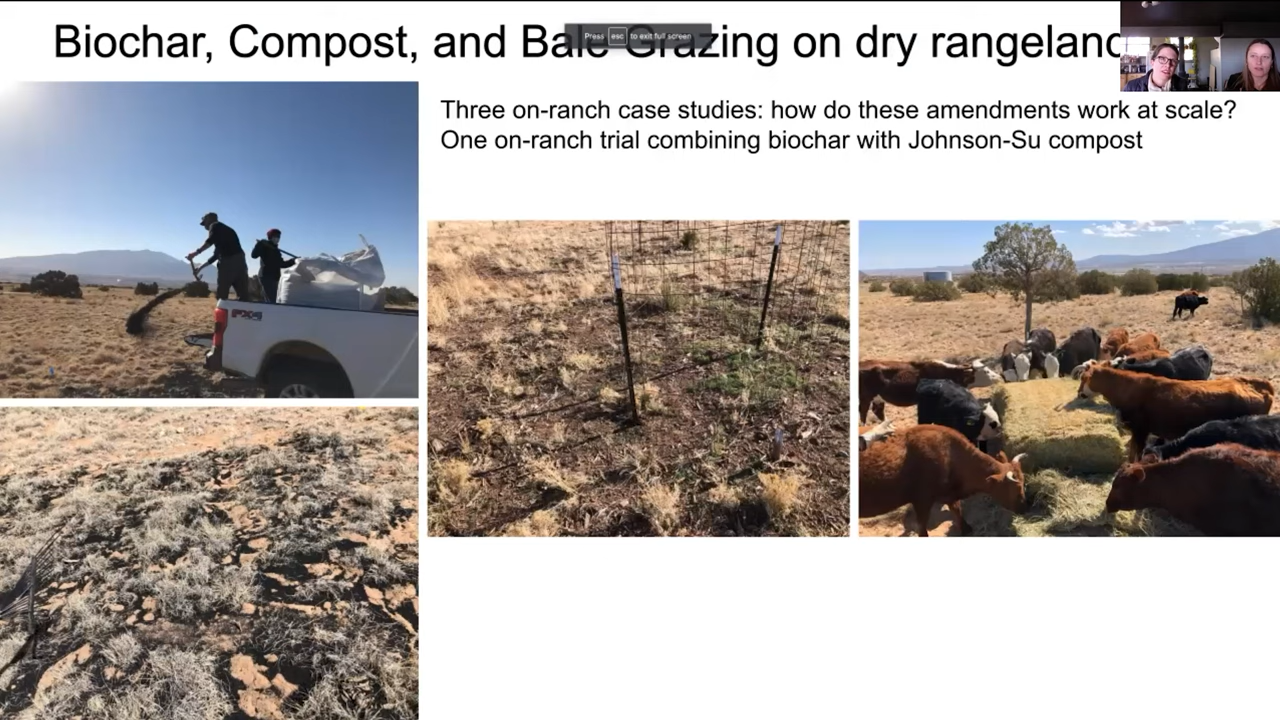 Biochar, Compost, and Bale Grazing on dry rangeland
Press esc to exit full screen
Three on-ranch case studies: how do these amendments work at scale?
One on-ranch trial combining biochar with Johnson-Su compost
FX4